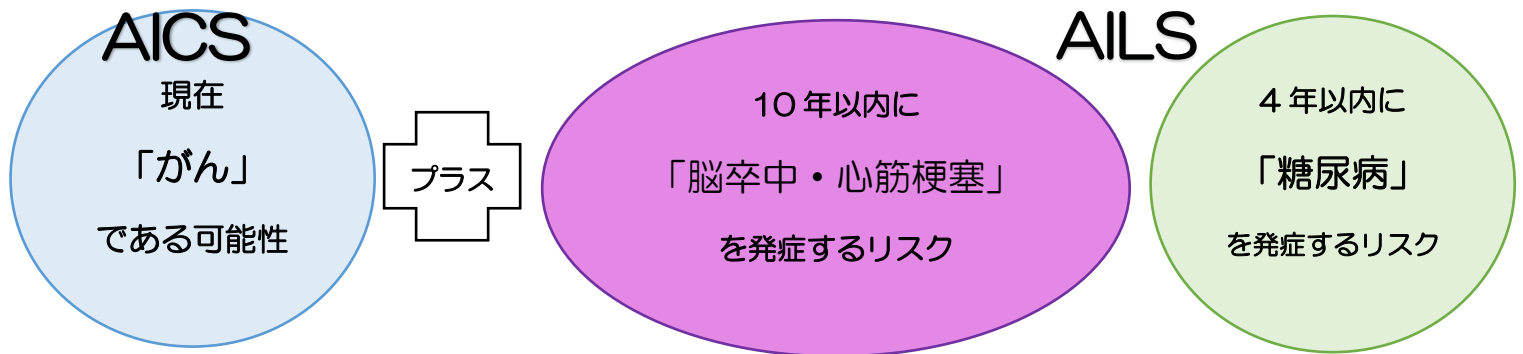 AICS
現在
「がん」
である可能性
プラス
AILS
10年以内に
「脳卒中・心筋梗塞」
を発症するリスク
4年以内に
「糖尿病」
を発症するリスク